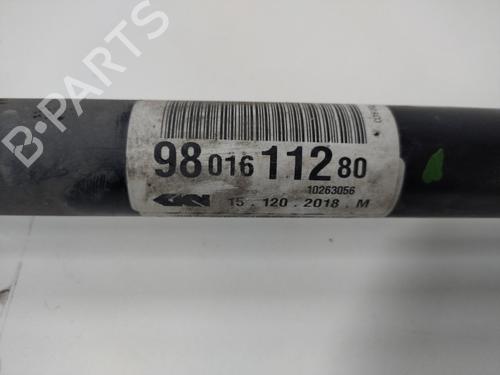 B-PARTS
98 016 112 80
10263056
GKN 15 . 120 . 2018 . M